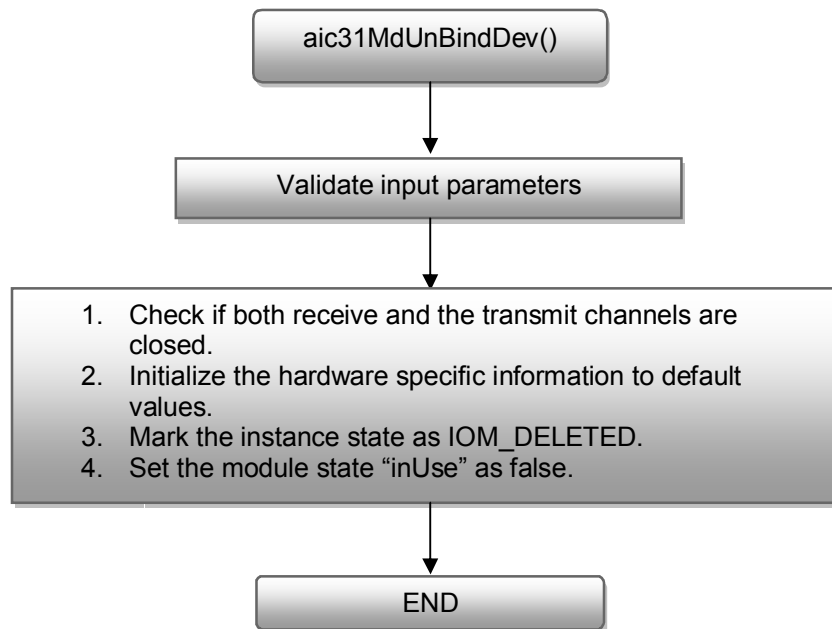 aic31MdUnBindDev()
Validate input parameters
1. Check if both receive and the transmit channels are
closed.
2. Initialize the hardware specific information to default
values.
3. Mark the instance state as IOM_DELETED.
4. Set the module state “inUse” as false.
END